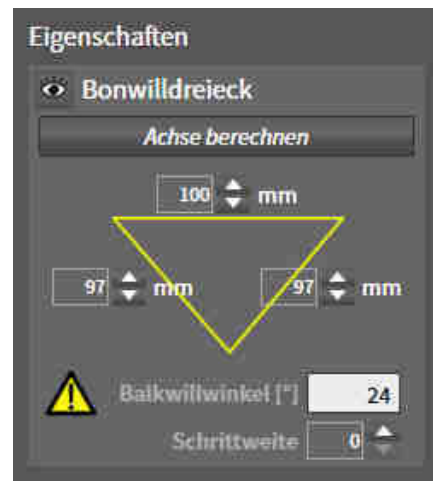 Eigenschaften
Bonwilldreieck
Achse berechnen
100 mm
97 mm 97 mm
Balkwillwinkel [°] 24
Schrittweite 0